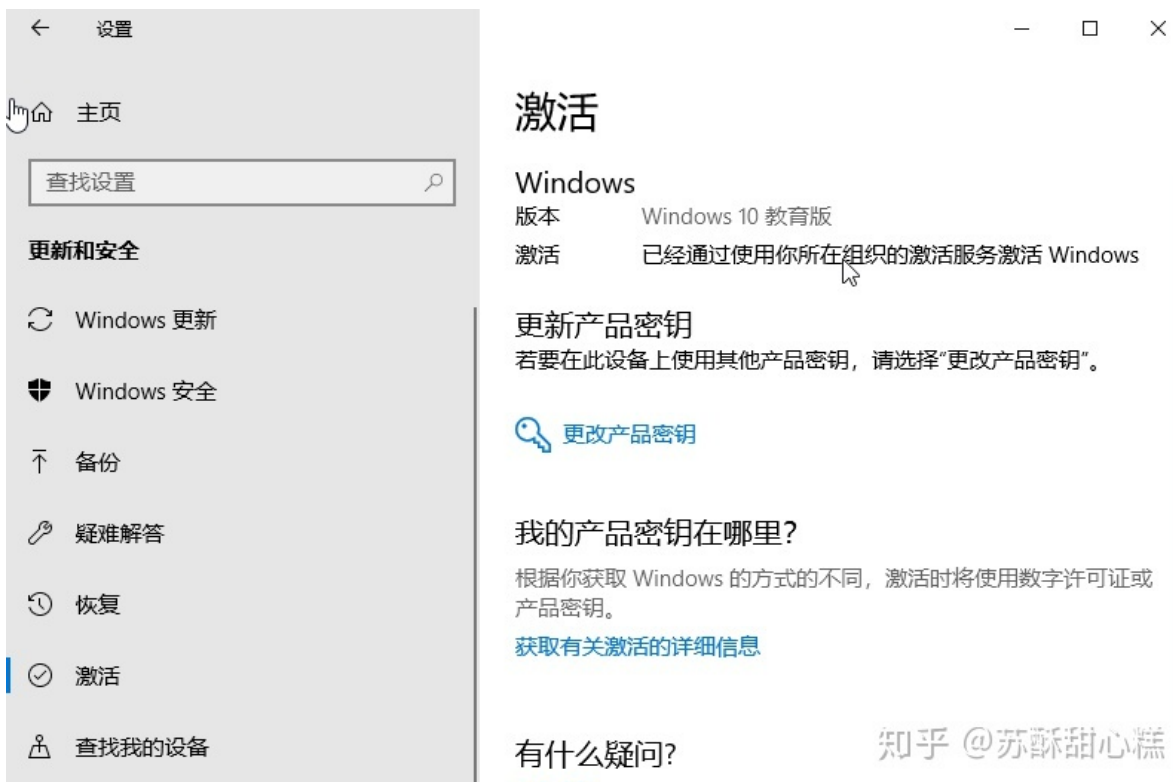 设置
主页
查找设置
更新和安全
Windows 更新
Windows 安全
备份
疑难解答
恢复
激活
查找我的设备
激活
Windows
版本 Windows 10 教育版
激活 已经通过使用你所在组织的激活服务激活 Windows
更新产品密钥
若要在此设备上使用其他产品密钥，请选择“更改产品密钥”。
更改产品密钥
我的产品密钥在哪里?
根据你获取 Windows 的方式的不同，激活时将使用数字许可证或
产品密钥。
获取有关激活的详细信息
有什么疑问?
知乎 @苏酥甜心糕